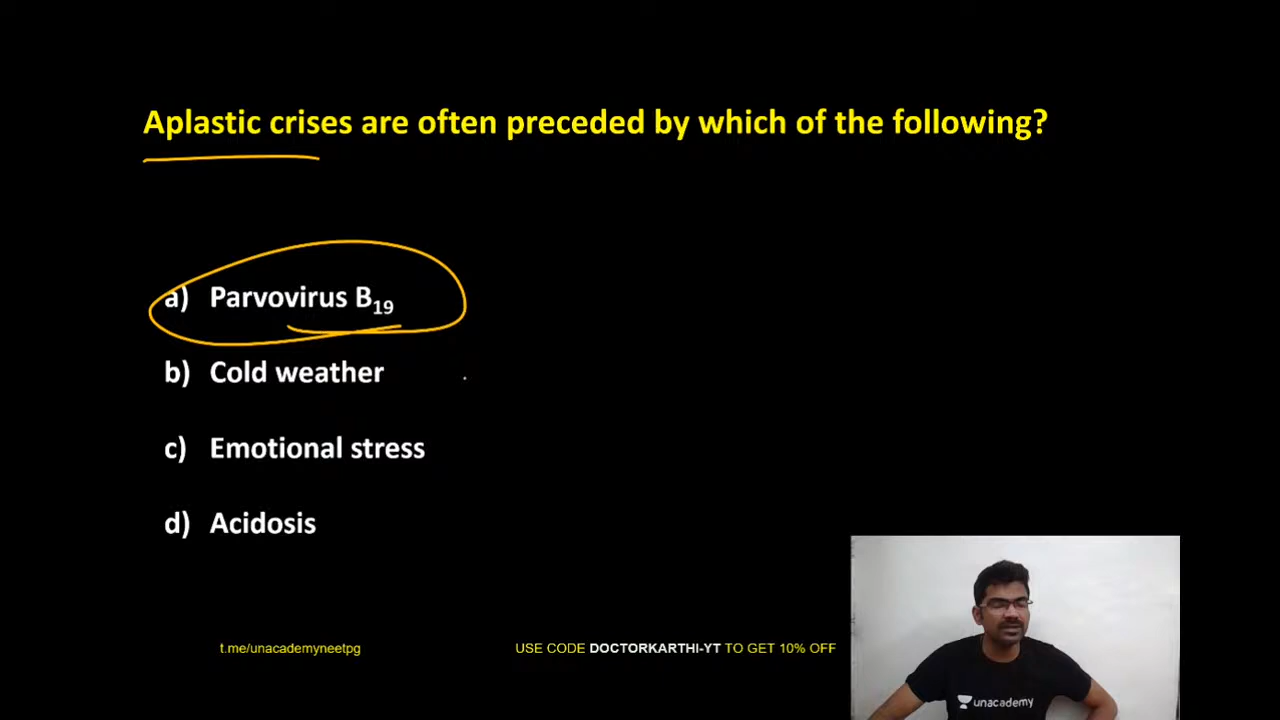 Aplastic crises are often preceded by which of the following?
a) Parvovirus B₁₉
b) Cold weather
c) Emotional stress
d) Acidosis
t.me/unacademyneetpg
USE CODE DOCTORKARTHI-YT TO GET 10% OFF
unacademy